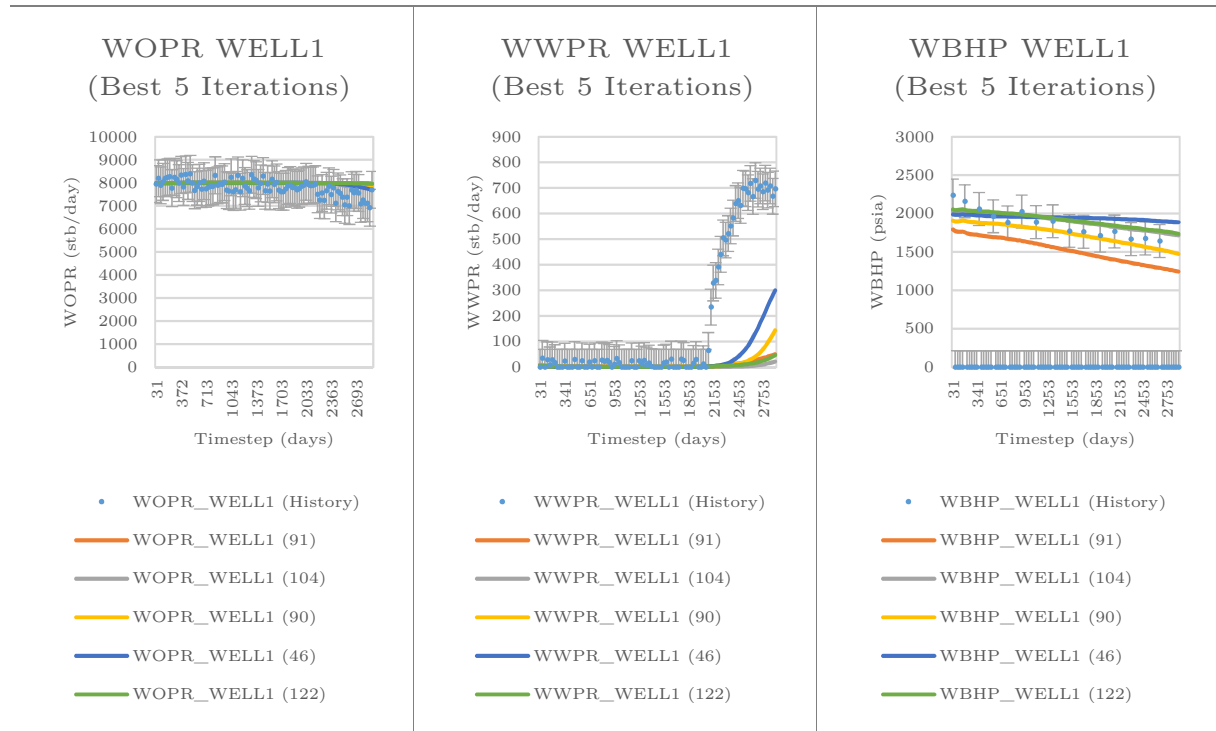 WOPR WELL1
(Best 5 Iterations)
10000
9000
8000
7000
6000
5000
4000
3000
2000
1000
0
WOPR (stb/day)
31
372
713
1043
1373
1703
2033
2363
2693
Timestep (days)
WOPR_WELL1 (History)
WOPR_WELL1 (91)
WOPR_WELL1 (104)
WOPR_WELL1 (90)
WOPR_WELL1 (46)
WOPR_WELL1 (122)
WWPR WELL1
(Best 5 Iterations)
900
800
700
600
500
400
300
200
100
0
WWPR (stb/day)
31
341
651
953
1253
1553
1853
2153
2453
2753
Timestep (days)
WWPR_WELL1 (History)
WWPR_WELL1 (91)
WWPR_WELL1 (104)
WWPR_WELL1 (90)
WWPR_WELL1 (46)
WWPR_WELL1 (122)
WBHP WELL1
(Best 5 Iterations)
3000
2500
2000
1500
1000
500
0
WBHP (psia)
31
341
651
953
1253
1553
1853
2153
2453
2753
Timestep (days)
WBHP_WELL1 (History)
WBHP_WELL1 (91)
WBHP_WELL1 (104)
WBHP_WELL1 (90)
WBHP_WELL1 (46)
WBHP_WELL1 (122)